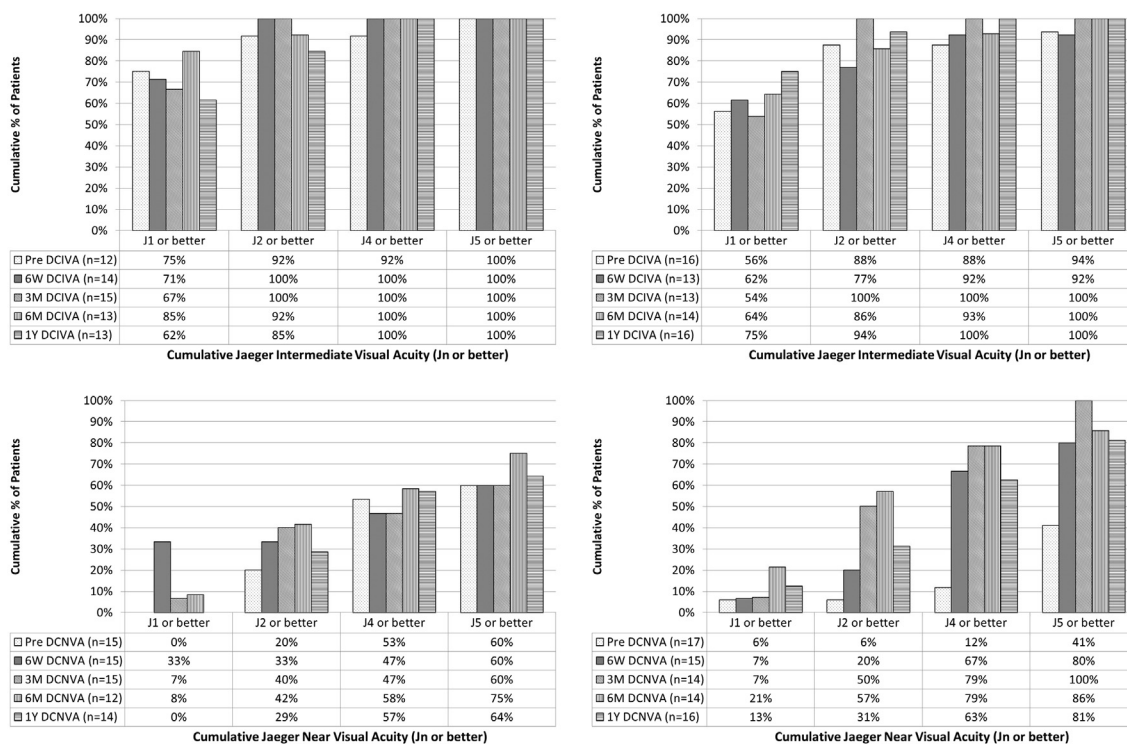 Cumulative % of Patients
100%
90%
80%
70%
60%
50%
40%
30%
20%
10%
0%
J1 or better J2 or better J4 or better J5 or better
Pre DCIVA (n=12) 75% 92% 92% 100%
6W DCIVA (n=14) 71% 100% 100% 100%
3M DCIVA (n=15) 67% 100% 100% 100%
6M DCIVA (n=13) 85% 92% 100% 100%
1Y DCIVA (n=13) 62% 85% 100% 100%
Cumulative Jaeger Intermediate Visual Acuity (Jn or better)
Cumulative % of Patients
100%
90%
80%
70%
60%
50%
40%
30%
20%
10%
0%
J1 or better J2 or better J4 or better J5 or better
Pre DCIVA (n=16) 56% 88% 88% 94%
6W DCIVA (n=13) 62% 77% 92% 92%
3M DCIVA (n=13) 54% 100% 100% 100%
6M DCIVA (n=14) 64% 86% 93% 100%
1Y DCIVA (n=16) 75% 94% 100% 100%
Cumulative Jaeger Intermediate Visual Acuity (Jn or better)
Cumulative % of Patients
100%
90%
80%
70%
60%
50%
40%
30%
20%
10%
0%
J1 or better J2 or better J4 or better J5 or better
Pre DCNVA (n=15) 0% 20% 53% 60%
6W DCNVA (n=15) 33% 33% 47% 60%
3M DCNVA (n=15) 7% 40% 47% 60%
6M DCNVA (n=12) 8% 42% 58% 75%
1Y DCNVA (n=14) 0% 29% 57% 64%
Cumulative Jaeger Near Visual Acuity (Jn or better)
Cumulative % of Patients
100%
90%
80%
70%
60%
50%
40%
30%
20%
10%
0%
J1 or better J2 or better J4 or better J5 or better
Pre DCNVA (n=17) 6% 6% 12% 41%
6W DCNVA (n=15) 7% 20% 67% 80%
3M DCNVA (n=14) 7% 50% 79% 100%
6M DCNVA (n=14) 21% 57% 79% 86%
1Y DCNVA (n=16) 13% 31% 63% 81%
Cumulative Jaeger Near Visual Acuity (Jn or better)